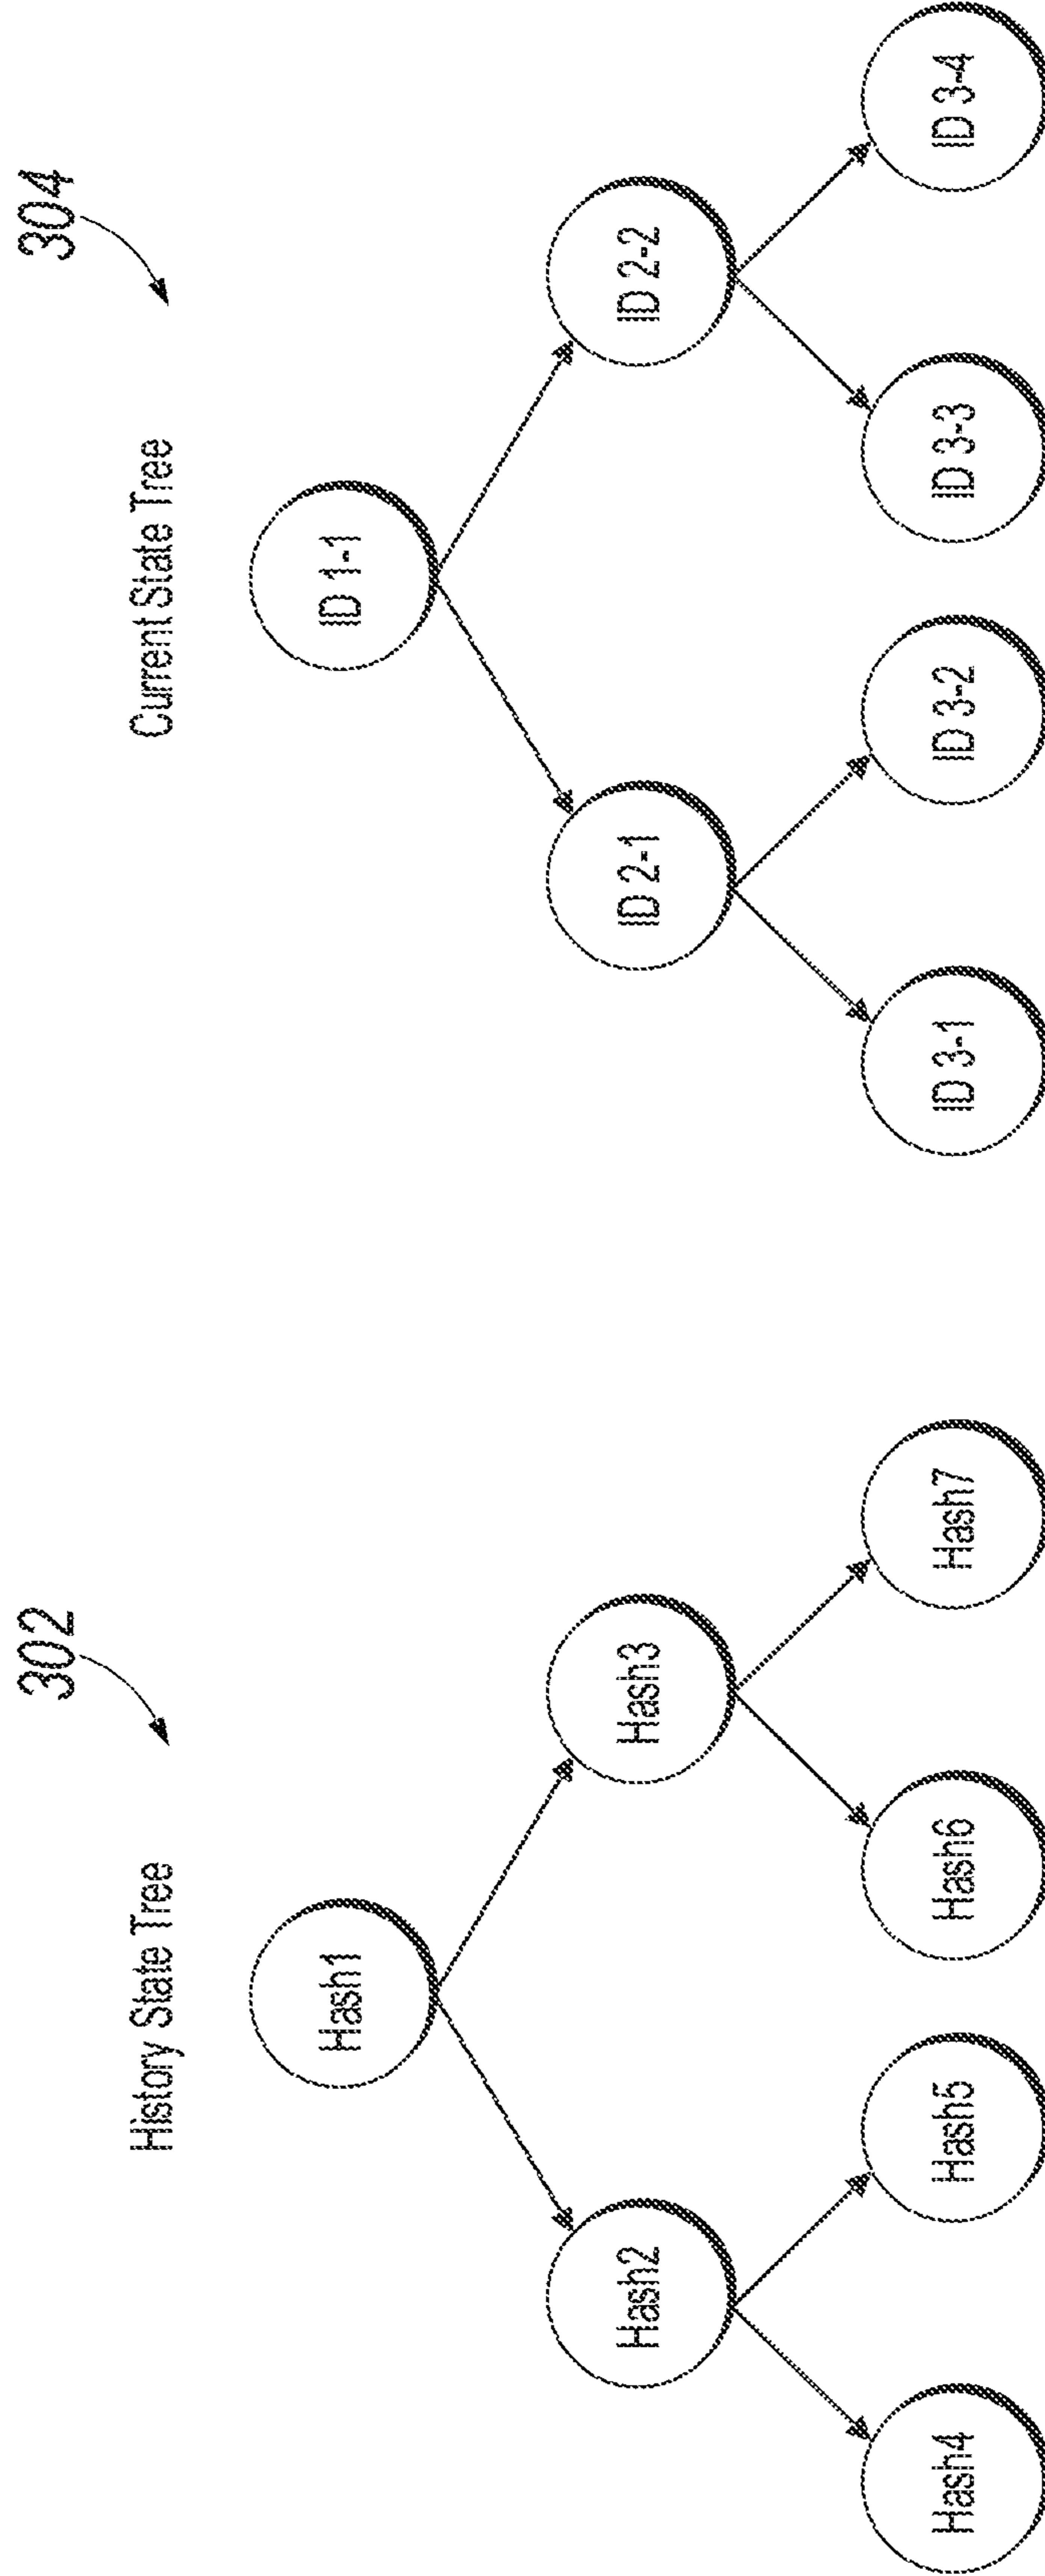 302
History State Tree
Hash1
Hash2
Hash3
Hash4
Hash5
Hash6
Hash7
304
Current State Tree
ID 1-1
ID 2-1
ID 2-2
ID 3-1
ID 3-2
ID 3-3
ID 3-4